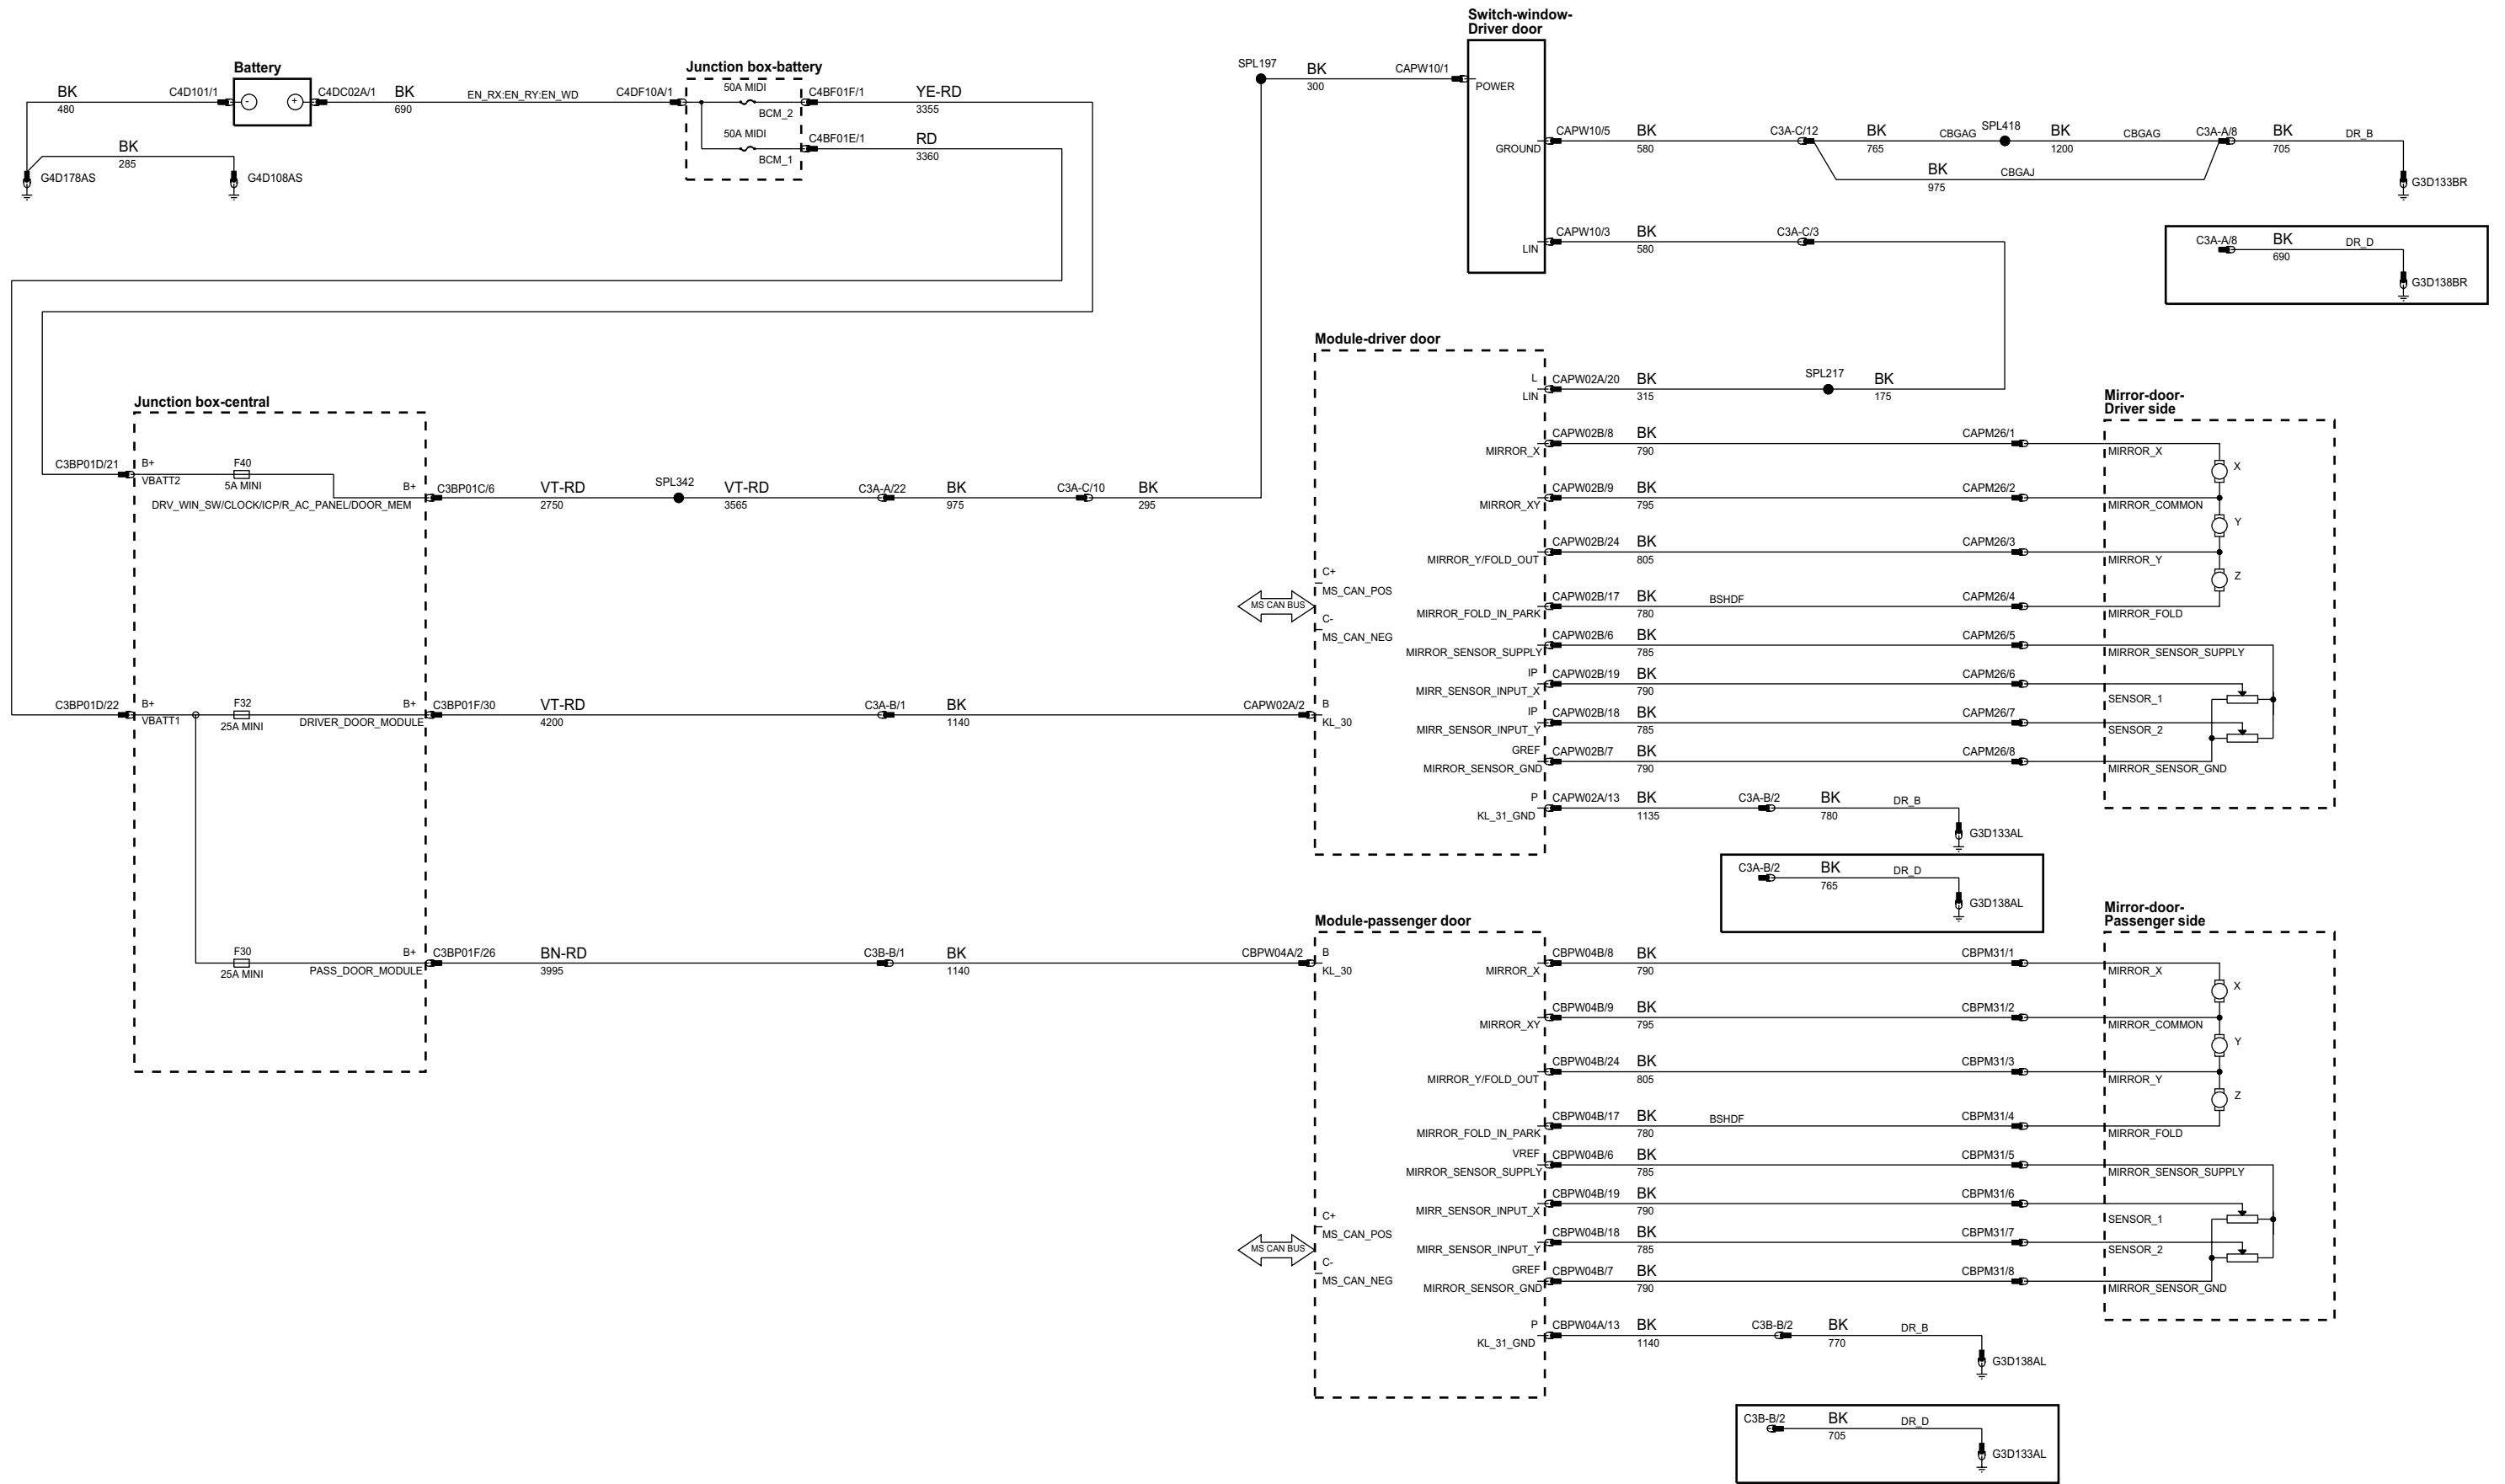 Switch-window-
Driver door
Battery
Junction box-battery
BK
480
C4D101/1
-
+
C4DC02A/1
BK
690
EN_RX:EN_RY:EN_WD
C4DF10A/1
50A MIDI
BCM_2
C4BF01F/1
YE-RD
3355
50A MIDI
BCM_1
C4BF01E/1
RD
3360
BK
285
G4D178AS
G4D108AS
SPL197
BK
300
CAPW10/1
POWER
GROUND
CAPW10/5
BK
580
C3A-C/12
BK
765
CBGAG
SPL418
BK
1200
CBGAG
C3A-A/8
BK
705
DR_B
BK
975
CBGAJ
G3D133BR
LIN
CAPW10/3
BK
580
C3A-C/3
C3A-A/8
BK
690
DR_D
G3D138BR
Module-driver door
L
LIN
CAPW02A/20
BK
315
SPL217
BK
175
Mirror-door-
Driver side
Junction box-central
MIRROR_X
CAPW02B/8
BK
790
CAPM26/1
MIRROR_X
X
C3BP01D/21
B+
VBATT2
F40
5A MINI
B+
DRV_WIN_SW/CLOCK/ICP/R_AC_PANEL/DOOR_MEM
C3BP01C/6
VT-RD
2750
SPL342
VT-RD
3565
C3A-A/22
BK
975
C3A-C/10
BK
295
MIRROR_XY
CAPW02B/9
BK
795
CAPM26/2
MIRROR_COMMON
Y
MIRROR_Y/FOLD_OUT
CAPW02B/24
BK
805
CAPM26/3
MIRROR_Y
Z
MS CAN BUS
C+
MS_CAN_POS
C-
MS_CAN_NEG
MIRROR_FOLD_IN_PARK
CAPW02B/17
BK
780
BSHDF
CAPM26/4
MIRROR_FOLD
MIRROR_SENSOR_SUPPLY
CAPW02B/6
BK
785
CAPM26/5
MIRROR_SENSOR_SUPPLY
IP
MIRR_SENSOR_INPUT_X
CAPW02B/19
BK
790
CAPM26/6
SENSOR_1
C3BP01D/22
B+
VBATT1
F32
25A MINI
B+
DRIVER_DOOR_MODULE
C3BP01F/30
VT-RD
4200
C3A-B/1
BK
1140
CAPW02A/2
B
KL_30
IP
MIRR_SENSOR_INPUT_Y
CAPW02B/18
BK
785
CAPM26/7
SENSOR_2
GREF
MIRROR_SENSOR_GND
CAPW02B/7
BK
790
CAPM26/8
MIRROR_SENSOR_GND
P
KL_31_GND
CAPW02A/13
BK
1135
C3A-B/2
BK
780
DR_B
G3D133AL
C3A-B/2
BK
765
DR_D
G3D138AL
Module-passenger door
Mirror-door-
Passenger side
F30
25A MINI
B+
PASS_DOOR_MODULE
C3BP01F/26
BN-RD
3995
C3B-B/1
BK
1140
CBPW04A/2
B
KL_30
MIRROR_X
CBPW04B/8
BK
790
CBPM31/1
MIRROR_X
X
MIRROR_XY
CBPW04B/9
BK
795
CBPM31/2
MIRROR_COMMON
Y
MIRROR_Y/FOLD_OUT
CBPW04B/24
BK
805
CBPM31/3
MIRROR_Y
Z
MIRROR_FOLD_IN_PARK
CBPW04B/17
BK
780
BSHDF
CBPM31/4
MIRROR_FOLD
VREF
MIRROR_SENSOR_SUPPLY
CBPW04B/6
BK
785
CBPM31/5
MIRROR_SENSOR_SUPPLY
MIRR_SENSOR_INPUT_X
CBPW04B/19
BK
790
CBPM31/6
SENSOR_1
MS CAN BUS
C+
MS_CAN_POS
C-
MS_CAN_NEG
MIRR_SENSOR_INPUT_Y
CBPW04B/18
BK
785
CBPM31/7
SENSOR_2
GREF
MIRROR_SENSOR_GND
CBPW04B/7
BK
790
CBPM31/8
MIRROR_SENSOR_GND
P
KL_31_GND
CBPW04A/13
BK
1140
C3B-B/2
BK
770
DR_B
G3D138AL
C3B-B/2
BK
705
DR_D
G3D133AL